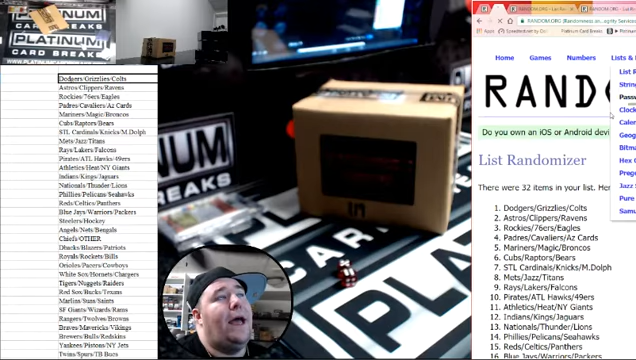 PLATINUM
CARD BREAKS
Dodgers/Grizzlies/Colts
Astros/Clippers/Ravens
Rockies/76ers/Eagles
Padres/Cavaliers/Az Cards
Mariners/Magic/Broncos
Cubs/Raptors/Bears
STL Cardinals/Knicks/M.Dolph
Mets/Jazz/Titans
Rays/Lakers/Falcons
Pirates/ATL Hawks/49ers
Athletics/Heat/NY Giants
Indians/Kings/Jaguars
Nationals/Thunder/Lions
Phillies/Pelicans/Seahawks
Reds/Celtics/Panthers
Blue Jays/Warriors/Packers
Steelers/Hockey
Angels/Nets/Bengals
Chiefs/OTHER
Dbacks/Blazers/Patriots
Royals/Rockets/Bills
Orioles/Pacers/Cowboys
White Sox/Hornets/Chargers
Tigers/Nuggets/Raiders
Red Sox/Bucks/Texans
Marlins/Suns/Saints
SF Giants/Wizards/Rams
Rangers/Twolves/Browns
Braves/Mavericks/Vikings
Brewers/Bulls/Redskins
Yankees/Pistons/NY Jets
Twins/Spurs/TB Bucs
BREAKS
Home
Games
Numbers
Lists &
RANDO
Do you own an iOS or Android devi
List Randomizer
There were 32 items in your list. Her
1. Dodgers/Grizzlies/Colts
2. Astros/Clippers/Ravens
3. Rockies/76ers/Eagles
4. Padres/Cavaliers/Az Cards
5. Mariners/Magic/Broncos
6. Cubs/Raptors/Bears
7. STL Cardinals/Knicks/M.Dolph
8. Mets/Jazz/Titans
9. Rays/Lakers/Falcons
10. Pirates/ATL Hawks/49ers
11. Athletics/Heat/NY Giants
12. Indians/Kings/Jaguars
13. Nationals/Thunder/Lions
14. Phillies/Pelicans/Seahawks
15. Reds/Celtics/Panthers
16. Blue Jays/Warriors/Packers